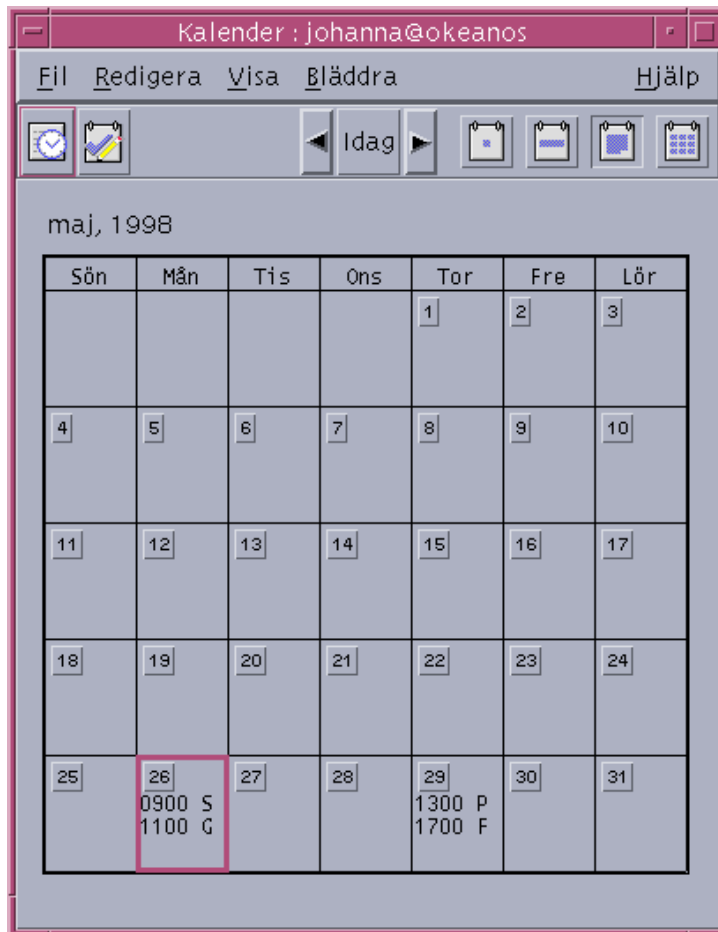 Kalender : johanna@okeanos
Fil Redigera Visa Bläddra Hjälp
Idag
maj, 1998
Sön Mån Tis Ons Tor Fre Lör
1 2 3
4 5 6 7 8 9 10
11 12 13 14 15 16 17
18 19 20 21 22 23 24
25 26 27 28 29 30 31
0900 S 1300 P
1100 G 1700 F